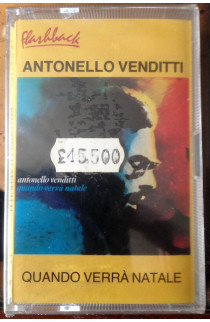 Flashback
ANTONELLO VENDITTI
£15,500
antonello venditti
quando verrà natale
QUANDO VERRÀ NATALE